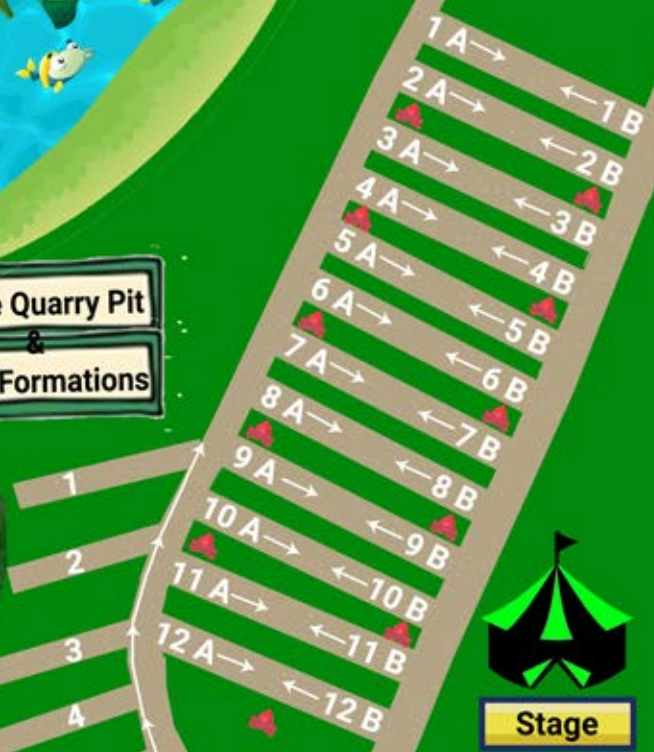 1 A
1 B
2 A
2 B
3 A
3 B
4 A
4 B
5 A
5 B
6 A
6 B
7 A
7 B
8 A
8 B
9 A
9 B
10 A
10 B
11 A
11 B
12 A
12 B
Quarry Pit
&
Formations
1
2
3
4
Stage